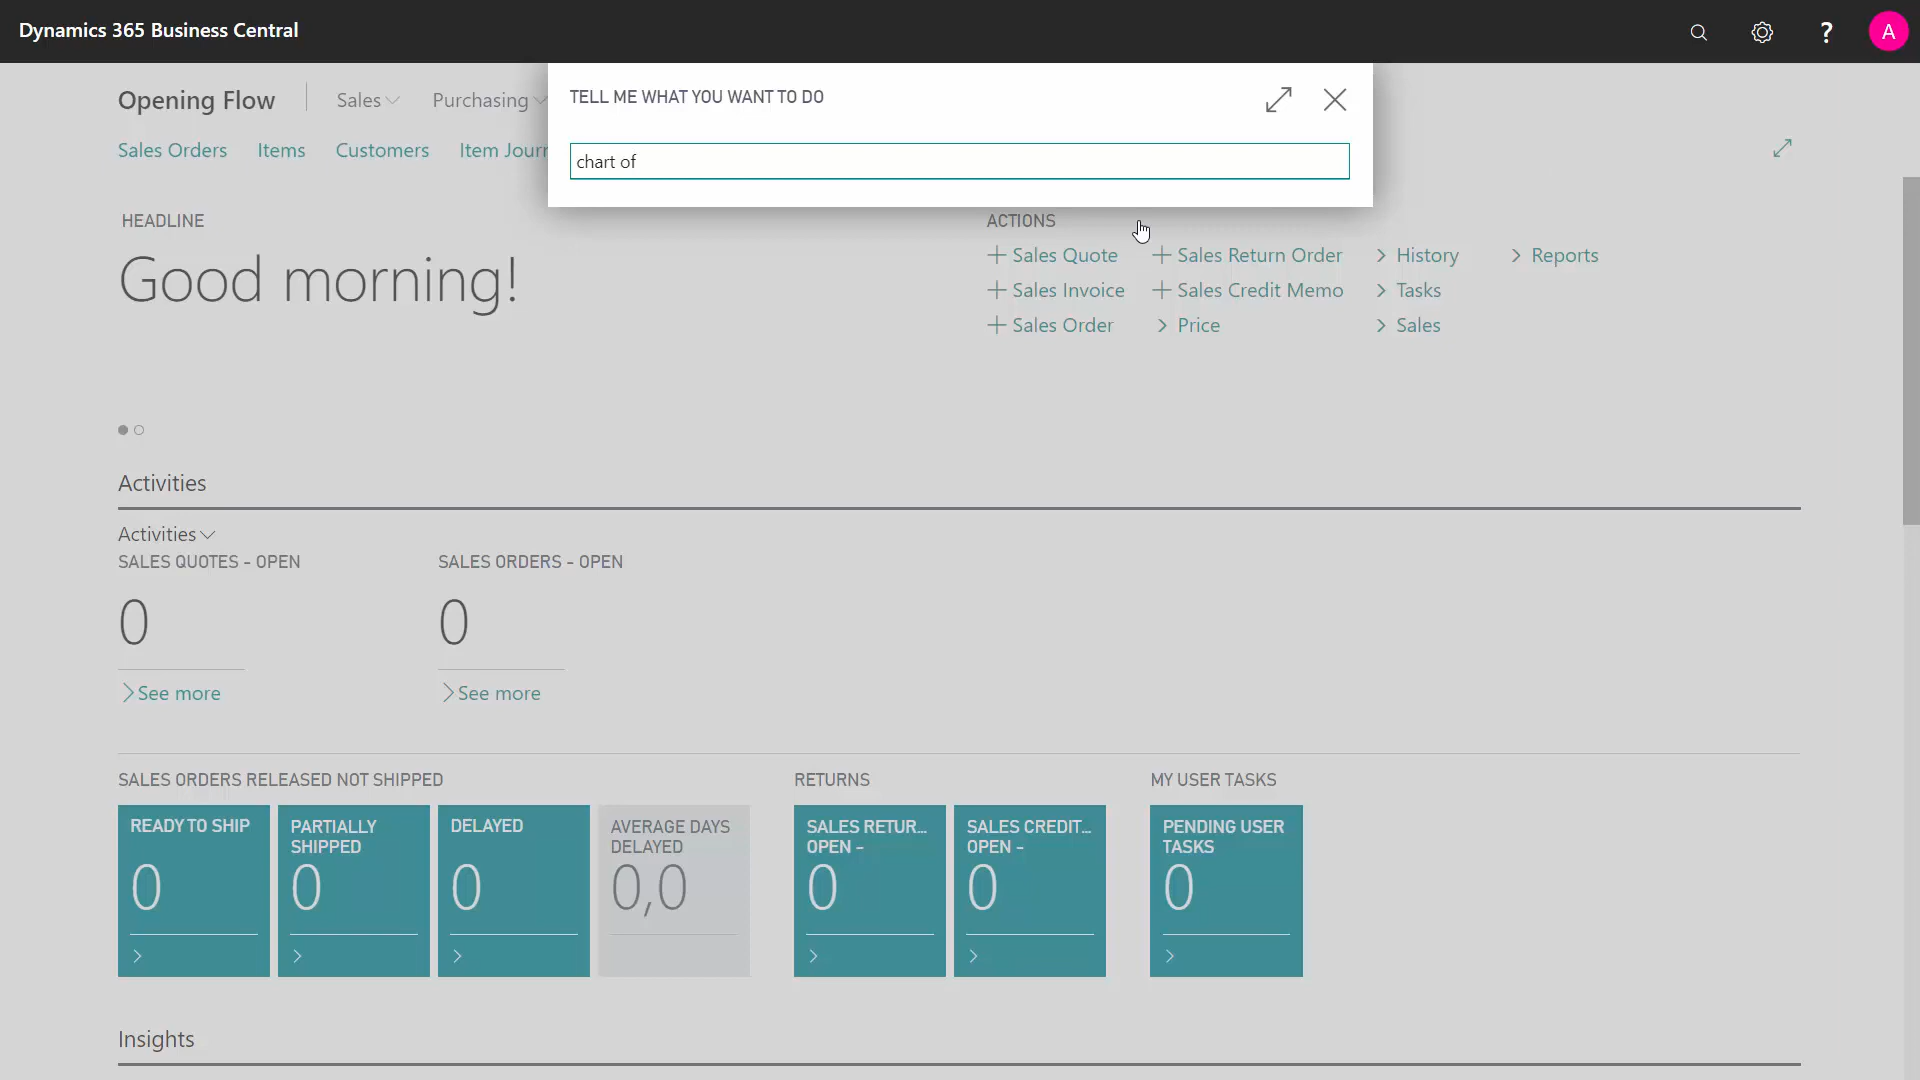 Dynamics 365 Business Central
?
A
Opening Flow
Sales
Purchasing
TELL ME WHAT YOU WANT TO DO
chart of
Sales Orders
Items
Customers
Item Journ
HEADLINE
Good morning!
ACTIONS
Sales Quote
Sales Invoice
Sales Order
Sales Return Order
Sales Credit Memo
Price
History
Tasks
Sales
Reports
Activities
Activities
SALES QUOTES - OPEN
0
See more
SALES ORDERS - OPEN
0
See more
SALES ORDERS RELEASED NOT SHIPPED
READY TO SHIP
0
PARTIALLY
SHIPPED
0
DELAYED
0
AVERAGE DAYS
DELAYED
0,0
RETURNS
SALES RETUR...
OPEN -
0
SALES CREDIT...
OPEN -
0
MY USER TASKS
PENDING USER
TASKS
0
Insights